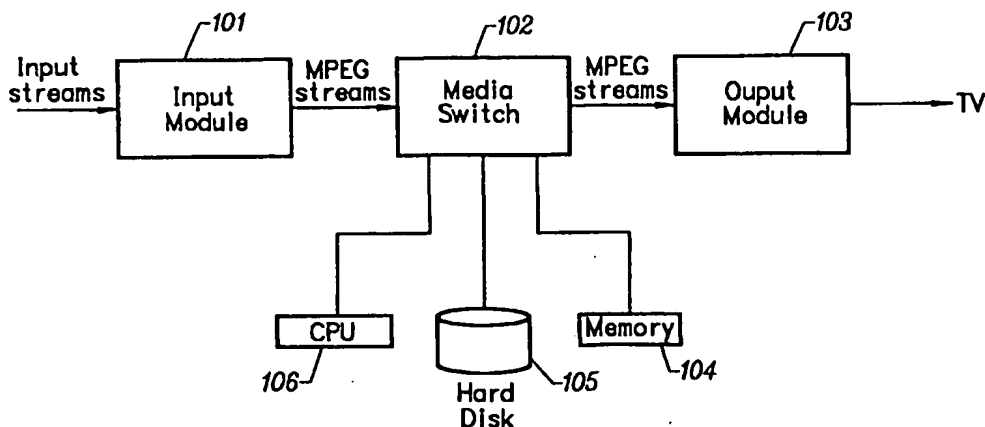 101
102
103
Input
streams
Input
Module
MPEG
streams
Media
Switch
MPEG
streams
Ouput
Module
TV
CPU
106
Hard
Disk
105
Memory
104